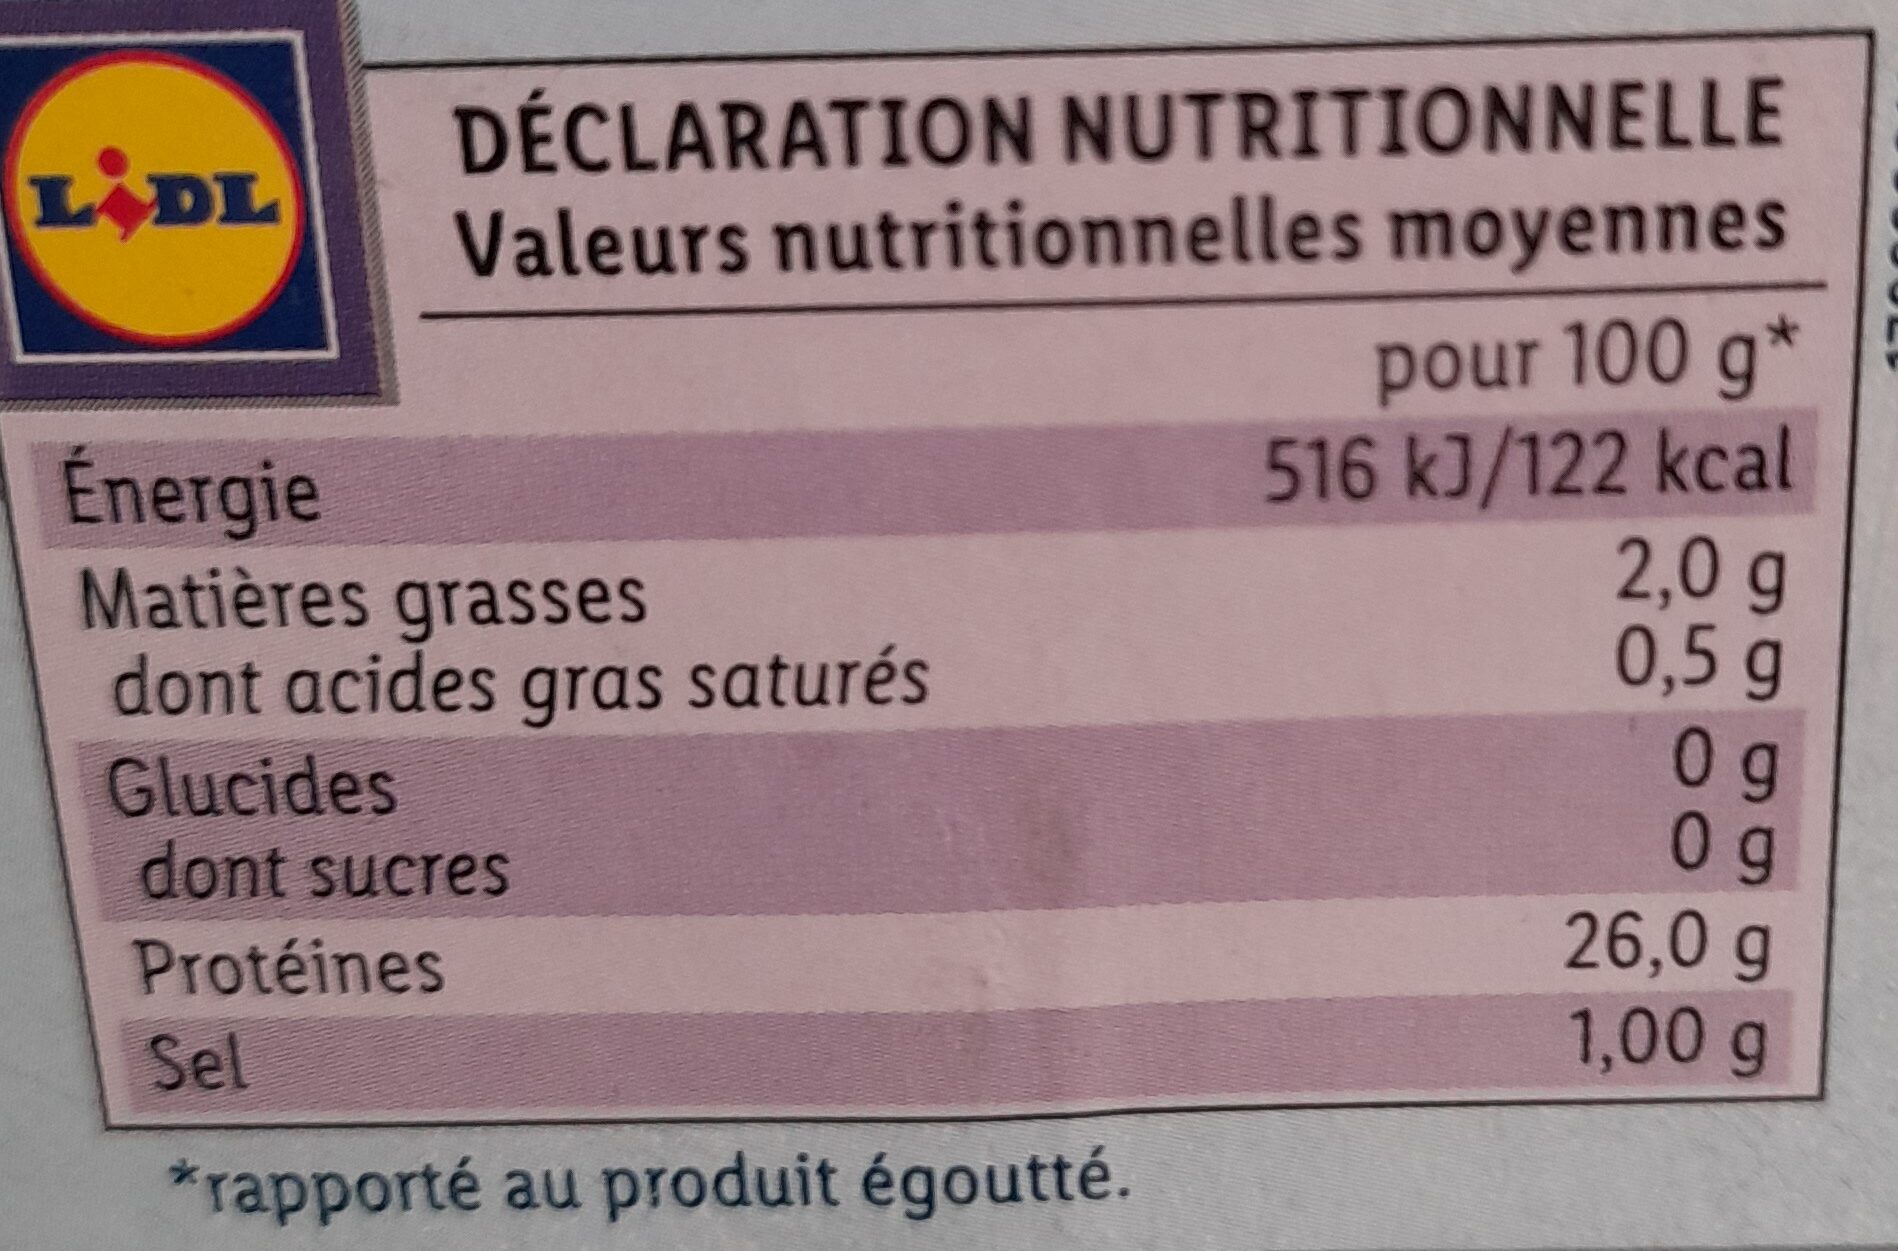 LiDL
DÉCLARATION NUTRITIONNELLE
Valeurs nutritionnelles moyennes
pour 100 g*
Énergie 516 kJ/122 kcal
Matières grasses 2,0 g
dont acides gras saturés 0,5 g
Glucides 0 g
dont sucres 0 g
Protéines 26,0 g
Sel 1,00 g
*rapporté au produit égoutté.